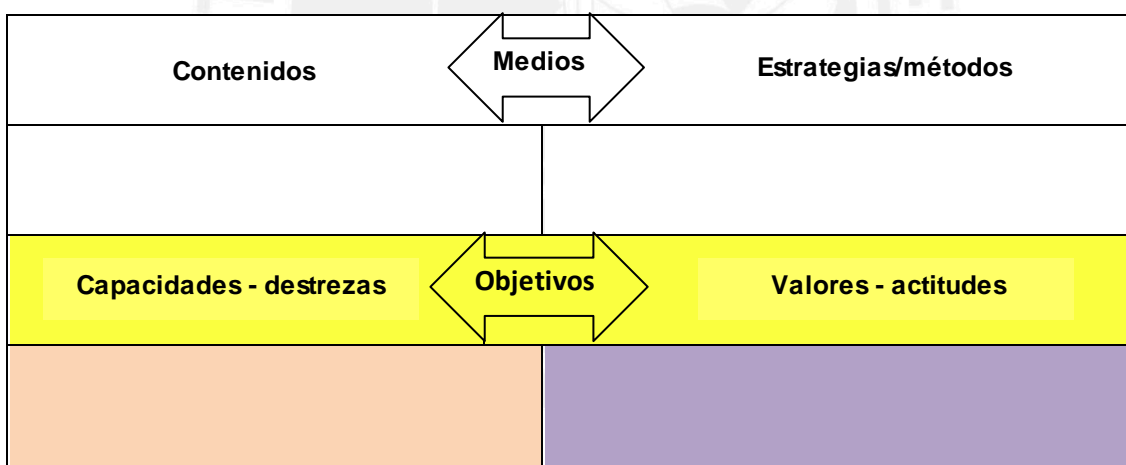 Contenidos
Medios
Estrategias/métodos
Capacidades - destrezas
Objetivos
Valores - actitudes